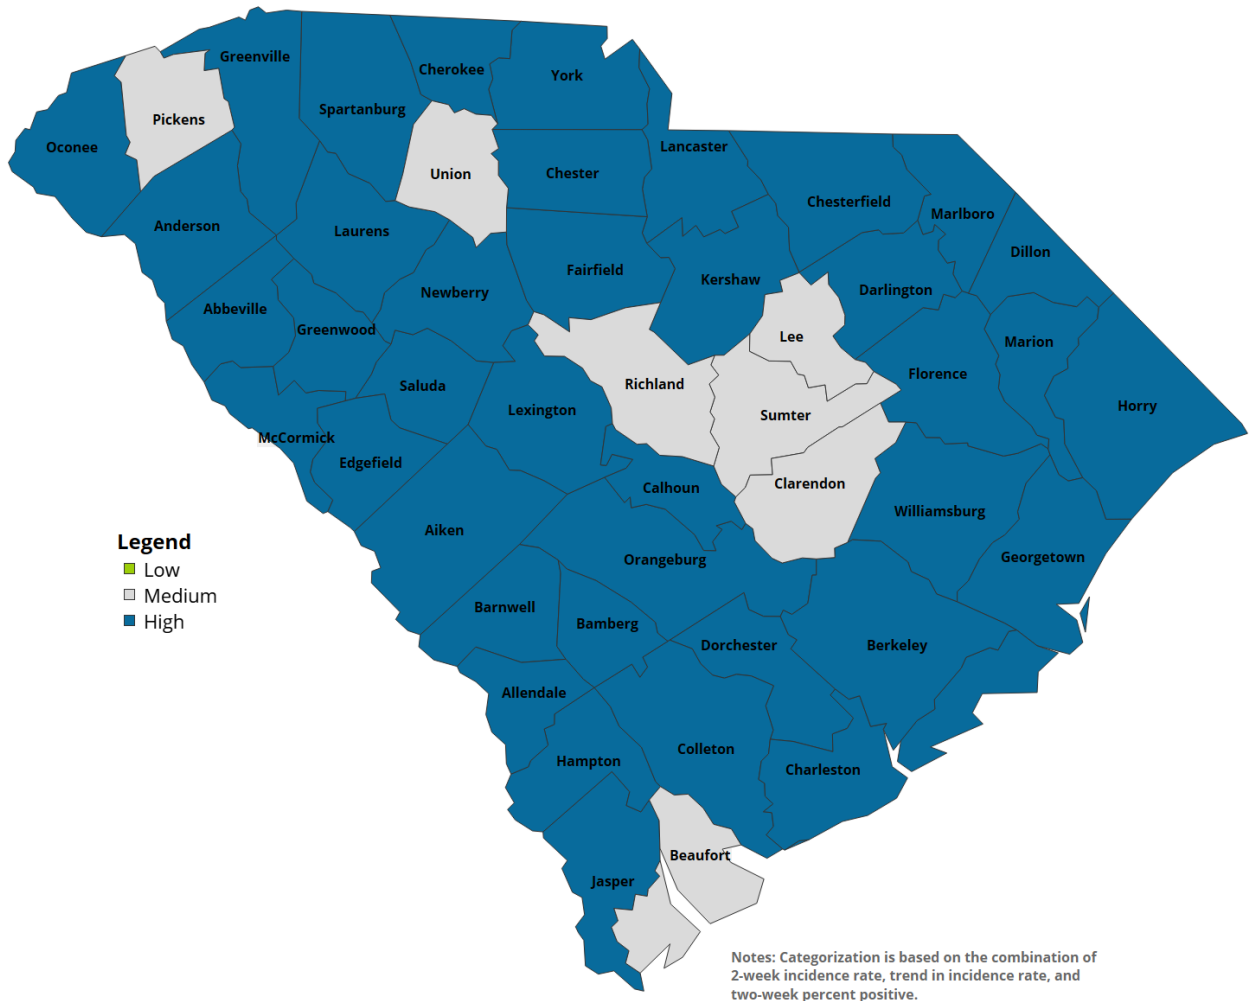 Greenville
Cherokee
York
Spartanburg
Pickens
Oconee
Lancaster
Union
Chester
Chesterfield
Marlboro
Anderson
Laurens
Dillon
Fairfield
Kershaw
Newberry
Darlington
Abbeville
Greenwood
Lee
Marion
Richland
Saluda
Florence
Lexington
Horry
Sumter
McCormick
Edgefield
Clarendon
Calhoun
Williamsburg
Aiken
Orangeburg
Georgetown
Barnwell
Bamberg
Dorchester
Berkeley
Allendale
Colleton
Hampton
Charleston
Beaufort
Jasper
Legend
Low
Medium
High
Notes: Categorization is based on the combination of
2-week incidence rate, trend in incidence rate, and
two-week percent positive.